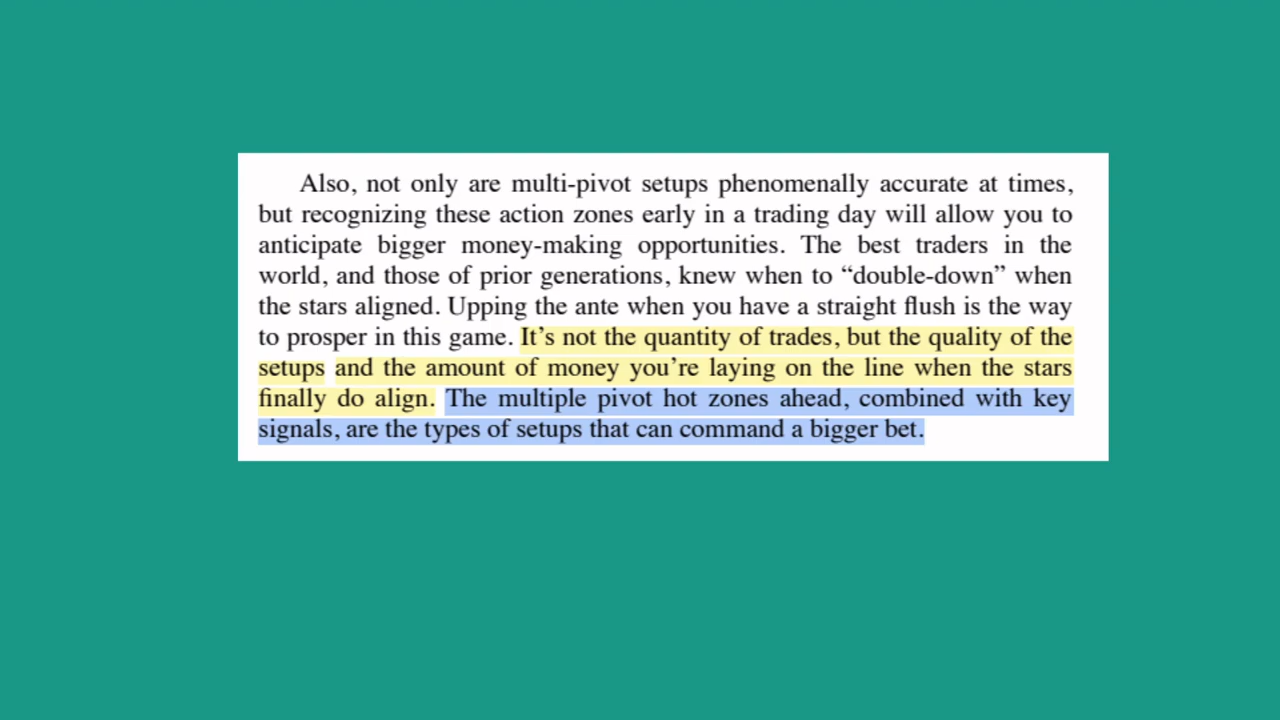 Also, not only are multi-pivot setups phenomenally accurate at times,
but recognizing these action zones early in a trading day will allow you to
anticipate bigger money-making opportunities. The best traders in the
world, and those of prior generations, knew when to “double-down” when
the stars aligned. Upping the ante when you have a straight flush is the way
to prosper in this game. It’s not the quantity of trades, but the quality of the
setups and the amount of money you’re laying on the line when the stars
finally do align. The multiple pivot hot zones ahead, combined with key
signals, are the types of setups that can command a bigger bet.